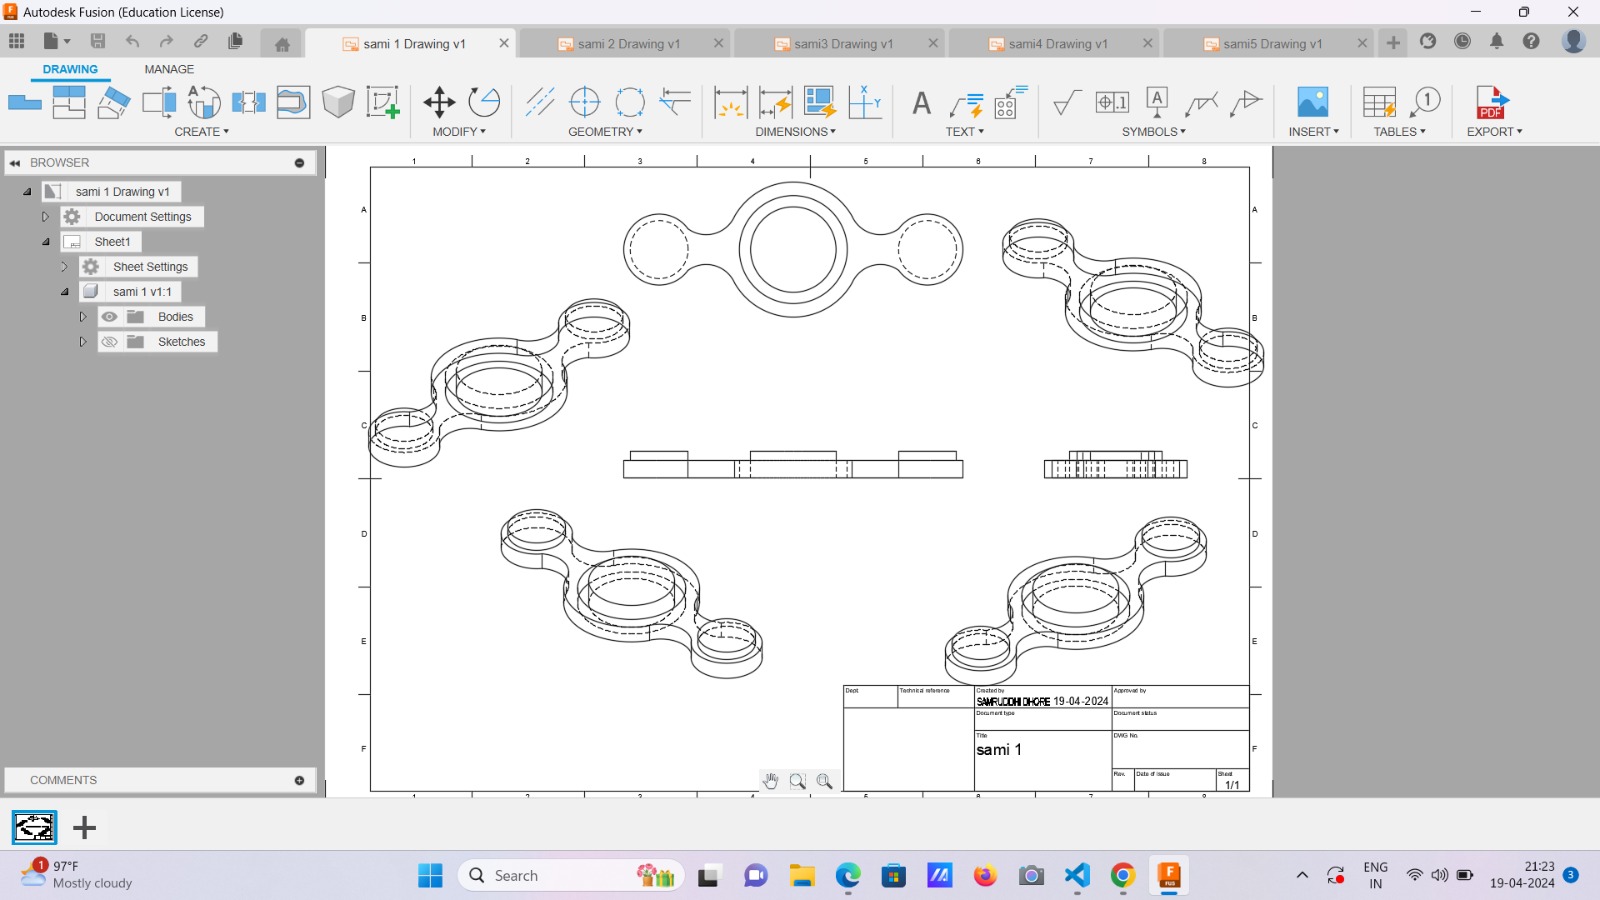 Autodesk Fusion (Education License)
sami 1 Drawing v1
sami 2 Drawing v1
sami3 Drawing v1
sami4 Drawing v1
sami5 Drawing v1
DRAWING
MANAGE
CREATE
MODIFY
GEOMETRY
DIMENSIONS
TEXT
SYMBOLS
INSERT
TABLES
EXPORT
BROWSER
sami 1 Drawing v1
Document Settings
Sheet1
Sheet Settings
sami 1 v1:1
Bodies
Sketches
COMMENTS
1 2 3 4 5 6 7 8
A A
B B
C C
D D
E E
F F
Dept.
Technical reference
Created by
SAMRUDDHI DHORE 19-04-2024
Approved by
Document type
Document status
Title
sami 1
DWG No.
Rev.
Date of issue
Sheet
1/1
97°F
Mostly cloudy
Search
ENG
IN
21:23
19-04-2024
3